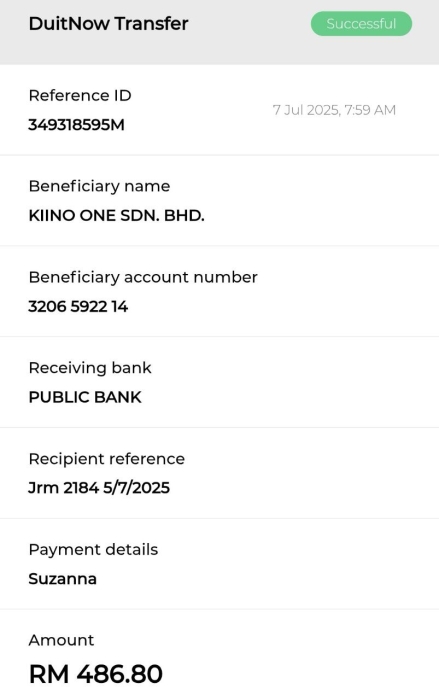 DuitNow Transfer
Successful
Reference ID
349318595M
7 Jul 2025, 7:59 AM
Beneficiary name
KIINO ONE SDN. BHD.
Beneficiary account number
3206 5922 14
Receiving bank
PUBLIC BANK
Recipient reference
Jrm 2184 5/7/2025
Payment details
Suzanna
Amount
RM 486.80